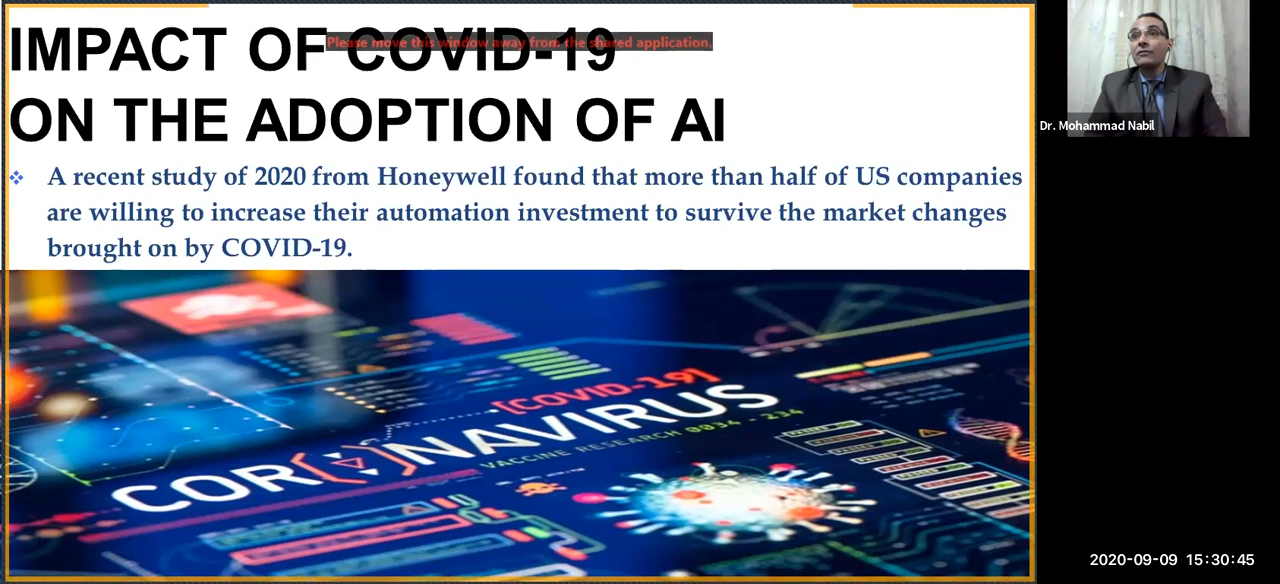 IMPACT OF COVID-19
Please move this window away from the shared application.
ON THE ADOPTION OF AI
A recent study of 2020 from Honeywell found that more than half of US companies
are willing to increase their automation investment to survive the market changes
brought on by COVID-19.
[COVID-19]
CORONAVIRUS
VACCINE RESEARCH 0034 - 234
Dr. Mohammad Nabil
2020-09-09 15:30:45